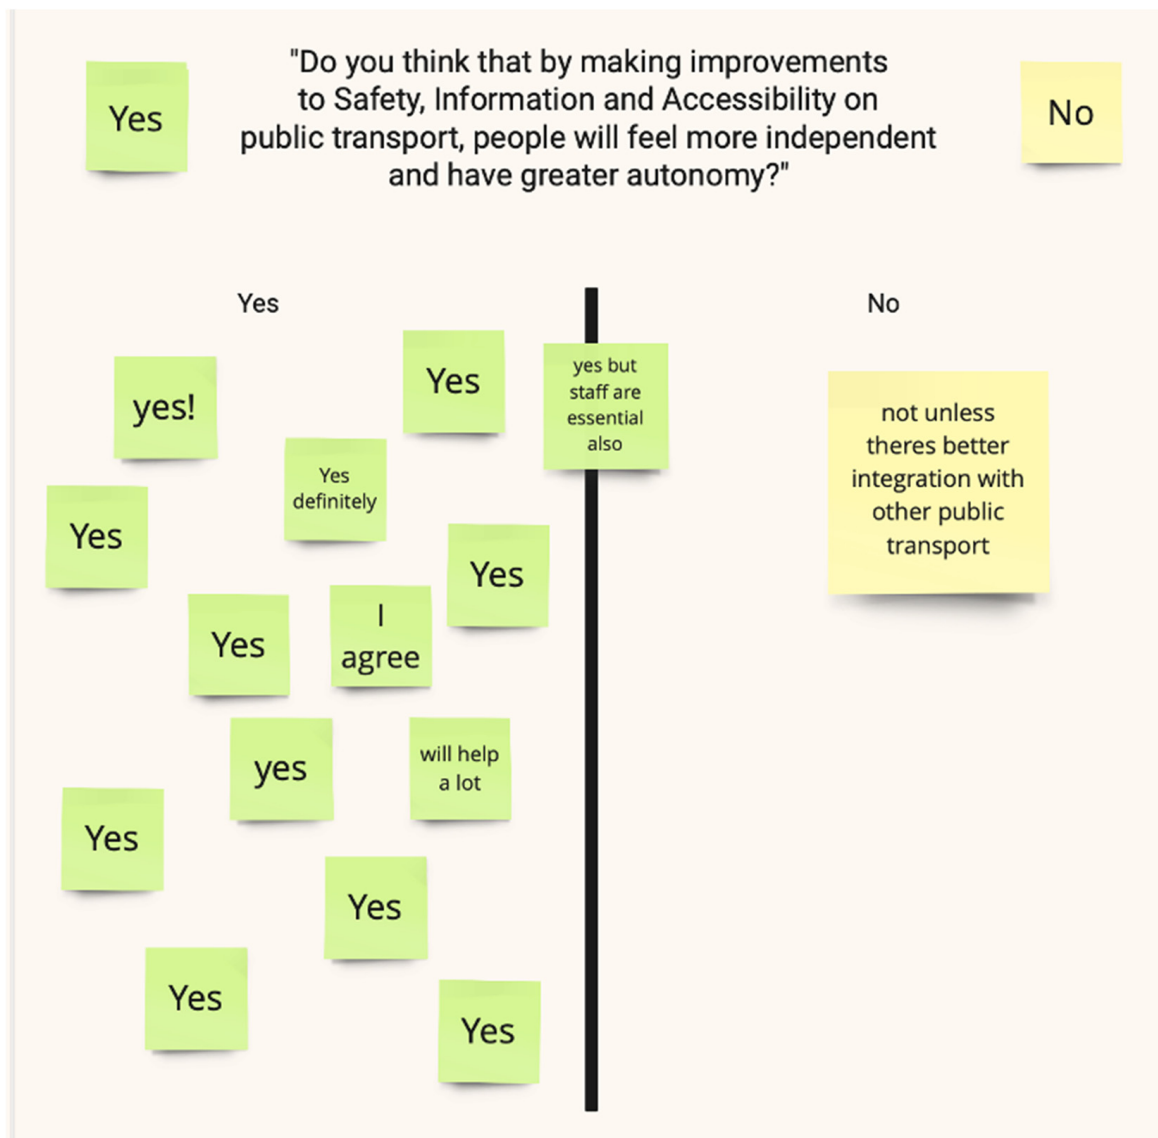 "Do you think that by making improvements
to Safety, Information and Accessibility on
public transport, people will feel more independent
and have greater autonomy?"
Yes
No
Yes
No
yes!
Yes
yes but
staff are
essential
also
not unless
theres better
integration with
other public
transport
Yes
definitely
Yes
Yes
Yes
I
agree
yes
will help
a lot
Yes
Yes
Yes
Yes